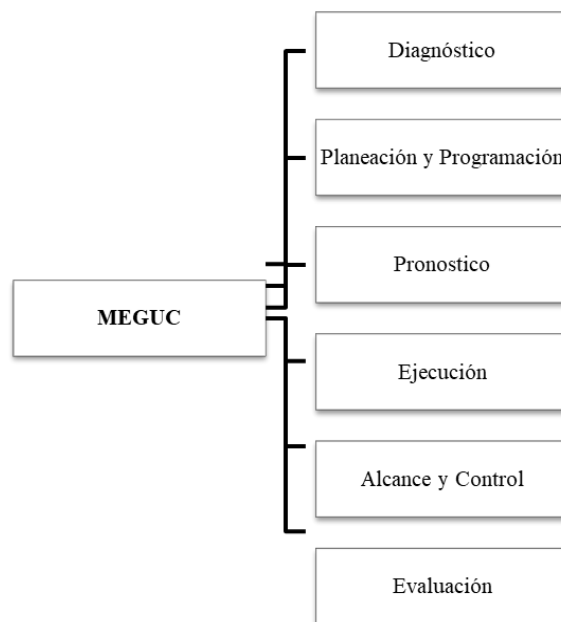 Diagnóstico
Planeación y Programación
Pronostico
MEGUC
Ejecución
Alcance y Control
Evaluación